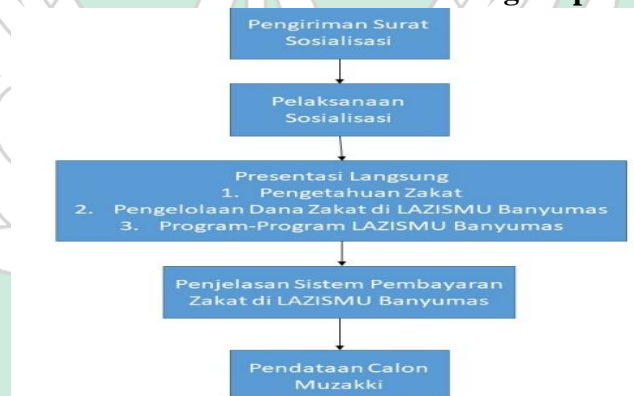 Pengiriman Surat
Sosialisasi
Pelaksanaan
Sosialisasi
Presentasi Langsung
1. Pengetahuan Zakat
2. Pengelolaan Dana Zakat di LAZISMU Banyumas
3. Program-Program LAZISMU Banyumas
Penjelasan Sistem Pembayaran
Zakat di LAZISMU Banyumas
Pendataan Calon
Muzakki